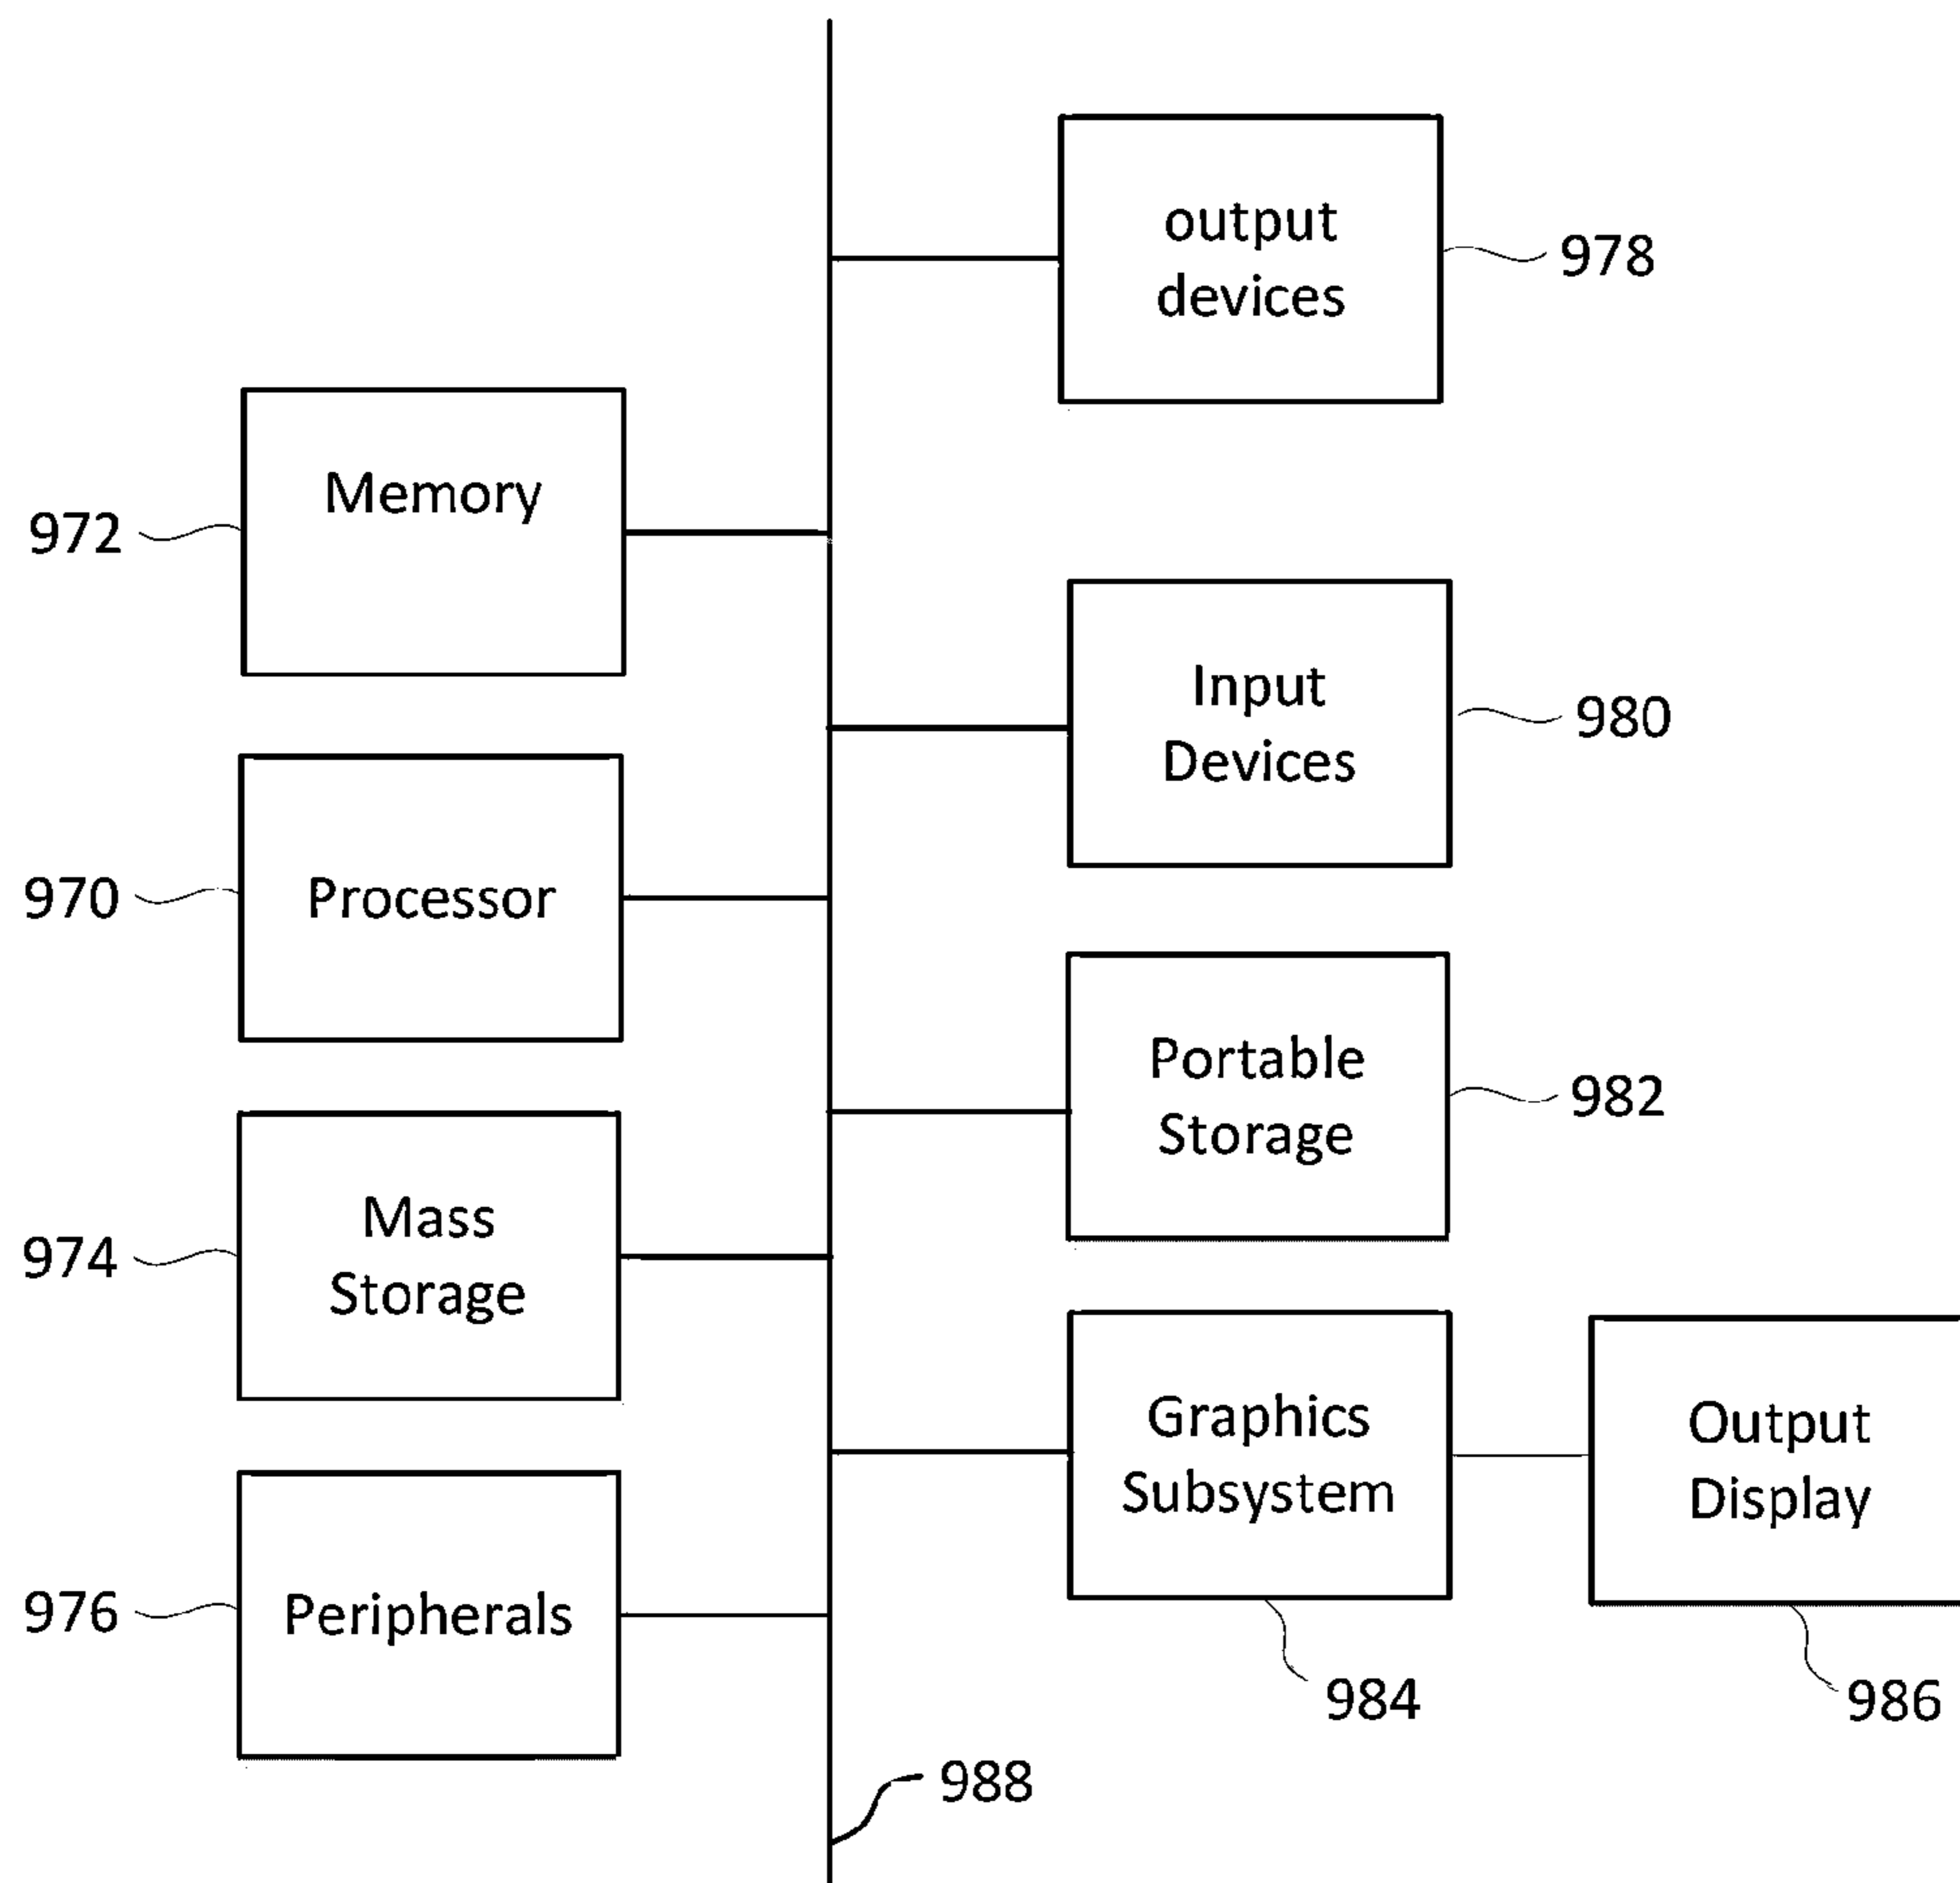 output
devices
978
Memory
972
Input
Devices
980
Processor
970
Portable
Storage
982
Mass
Storage
974
Graphics
Subsystem
984
Output
Display
986
Peripherals
976
988